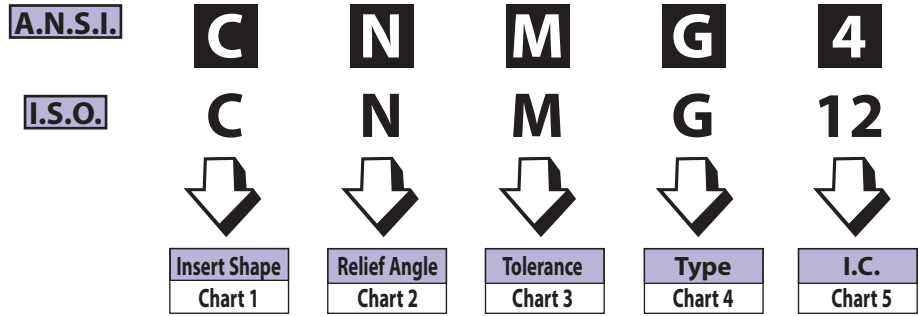 A.N.S.I. C N M G 4
I.S.O. C N M G 12
Insert Shape Relief Angle Tolerance Type I.C.
Chart 1 Chart 2 Chart 3 Chart 4 Chart 5